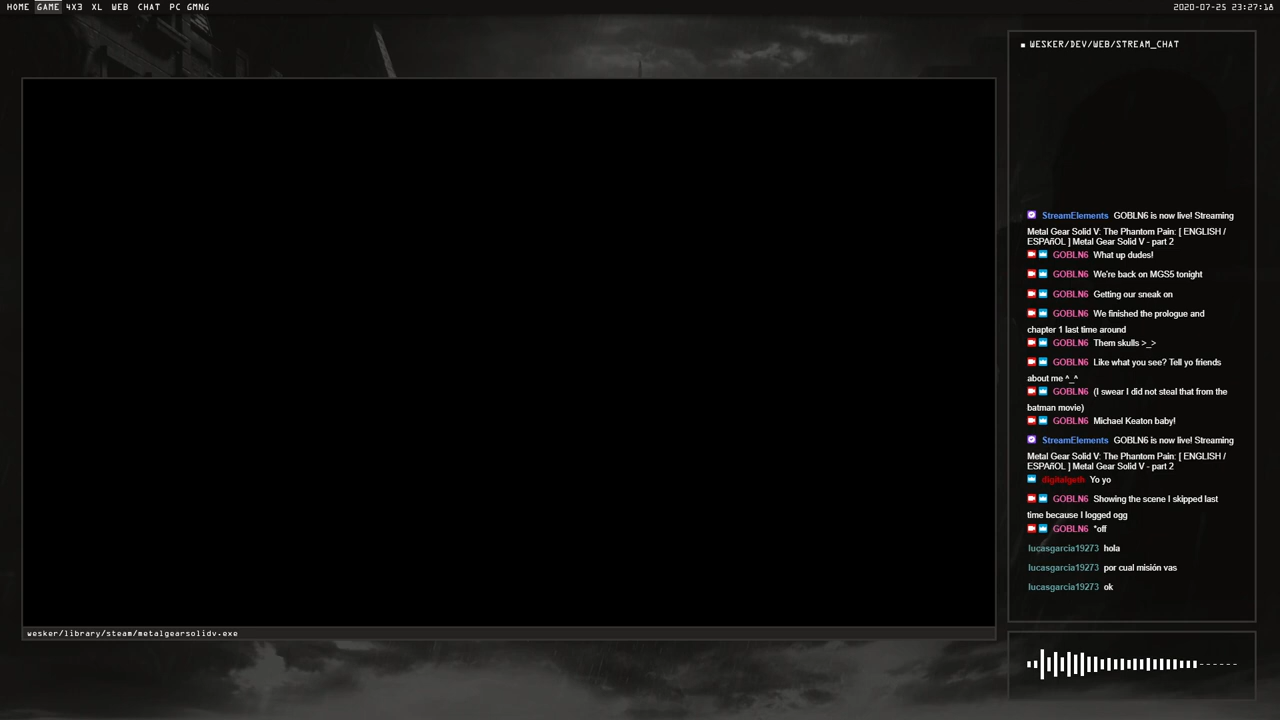 HOME GAME 4X3 XL WEB CHAT PC GMNG
2020-07-25 23:27:18
WESKER/DEV/WEB/STREAM_CHAT
StreamElements GOBLN6 is now live! Streaming
Metal Gear Solid V: The Phantom Pain: [ ENGLISH /
ESPAñOL ] Metal Gear Solid V - part 2
GOBLN6 What up dudes!
GOBLN6 We're back on MGS5 tonight
GOBLN6 Getting our sneak on
GOBLN6 We finished the prologue and
chapter 1 last time around
GOBLN6 Them skulls >_>
GOBLN6 Like what you see? Tell yo friends
about me ^_^
GOBLN6 (I swear I did not steal that from the
batman movie)
GOBLN6 Michael Keaton baby!
StreamElements GOBLN6 is now live! Streaming
Metal Gear Solid V: The Phantom Pain: [ ENGLISH /
ESPAñOL ] Metal Gear Solid V - part 2
digitalgeth Yo yo
GOBLN6 Showing the scene I skipped last
time because I logged ogg
GOBLN6 *off
lucasgarcia19273 hola
lucasgarcia19273 por cual misión vas
lucasgarcia19273 ok
wesker/library/steam/metalgearsolidv.exe